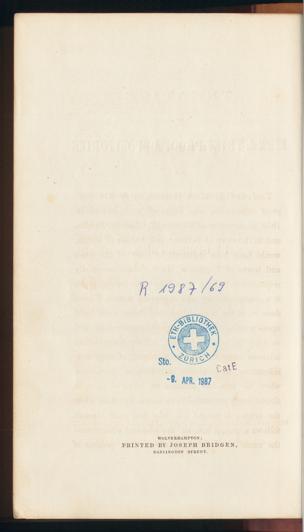 R 1987/69
ETH-BIBLIOTHEK
ZÜRICH
Sto.
CatE
-9. APR. 1987
WOLVERHAMPTON:
PRINTED BY JOSEPH BRIDGEN,
DARLINGTON STREET.